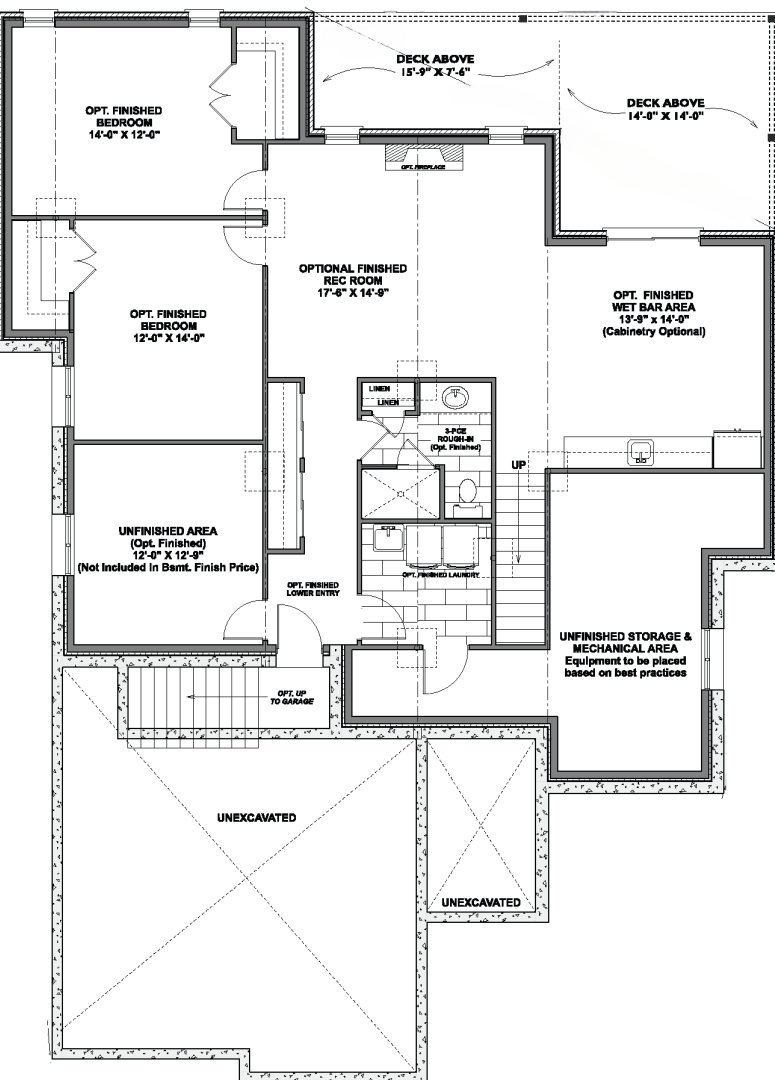 DECK ABOVE
15'-9" X 7'-6"
DECK ABOVE
14'-0" X 14'-0"
OPT. FINISHED
BEDROOM
14'-0" X 12'-0"
OPT. FIREPLACE
OPTIONAL FINISHED
REC ROOM
17'-6" X 14'-9"
OPT. FINISHED
WET BAR AREA
13'-9" x 14'-0"
(Cabinetry Optional)
OPT. FINISHED
BEDROOM
12'-0" X 14'-0"
LINEN
LINEN
3-PCE
ROUGH-IN
(Opt. Finished)
UP
UNFINISHED AREA
(Opt. Finished)
12'-0" X 12'-9"
(Not Included in Bsmt. Finish Price)
OPT. FINISHED
LOWER ENTRY
OPT. FINISHED LAUNDRY
UNFINISHED STORAGE &
MECHANICAL AREA
Equipment to be placed
based on best practices
OPT. UP
TO GARAGE
UNEXCAVATED
UNEXCAVATED